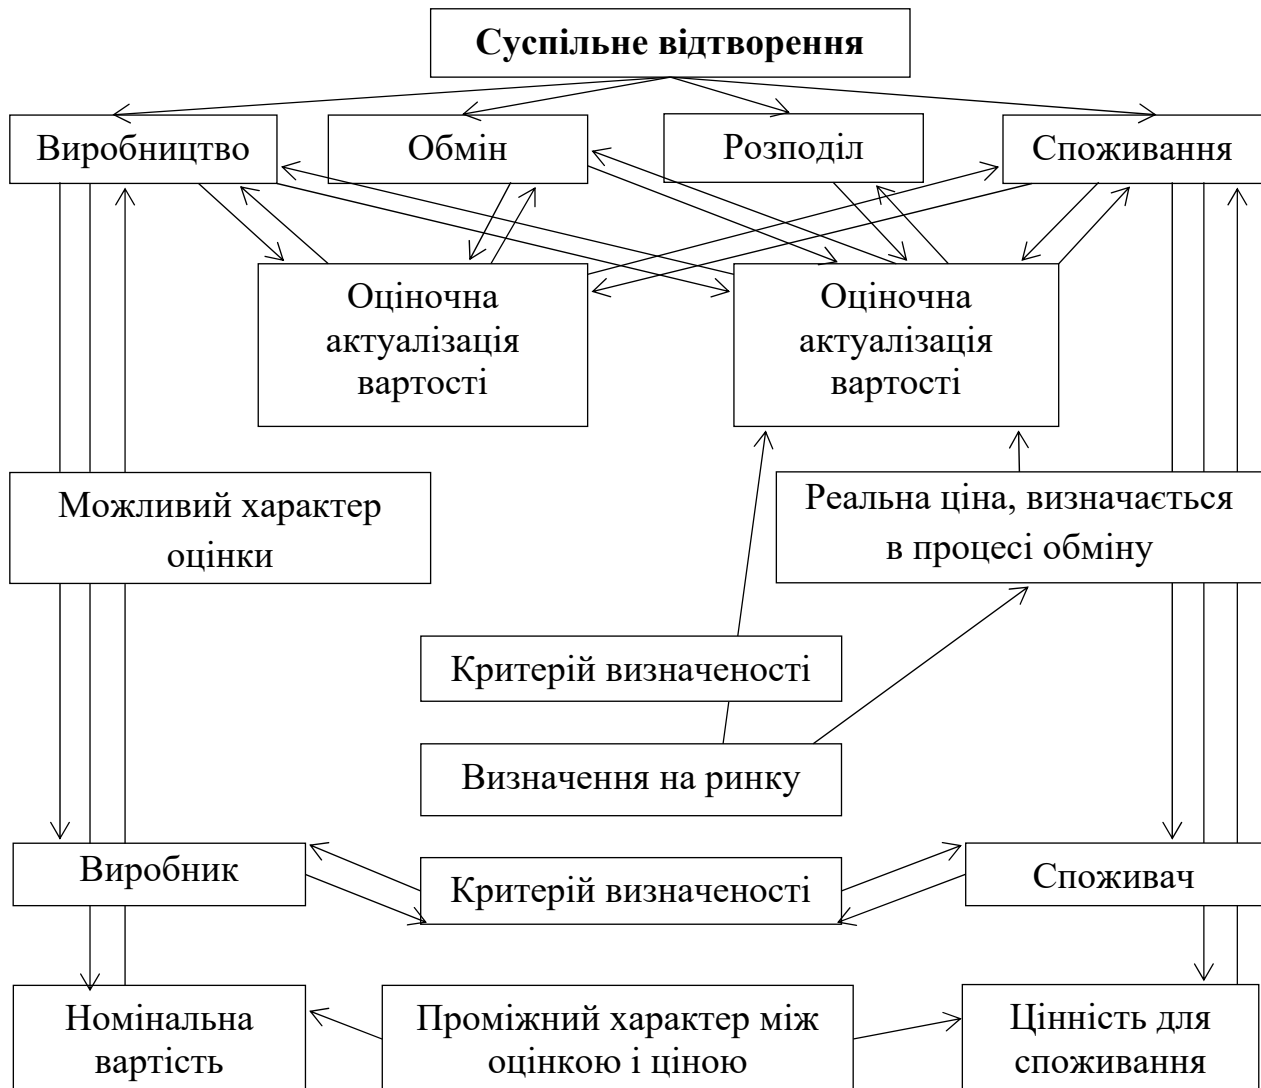 Суспільне відтворення
Виробництво
Обмін
Розподіл
Споживання
Оціночна
актуалізація
вартості
Оціночна
актуалізація
вартості
Можливий характер
оцінки
Реальна ціна, визначається
в процесі обміну
Критерій визначеності
Визначення на ринку
Виробник
Критерій визначеності
Споживач
Номінальна
вартість
Проміжний характер між
оцінкою і ціною
Цінність для
споживання